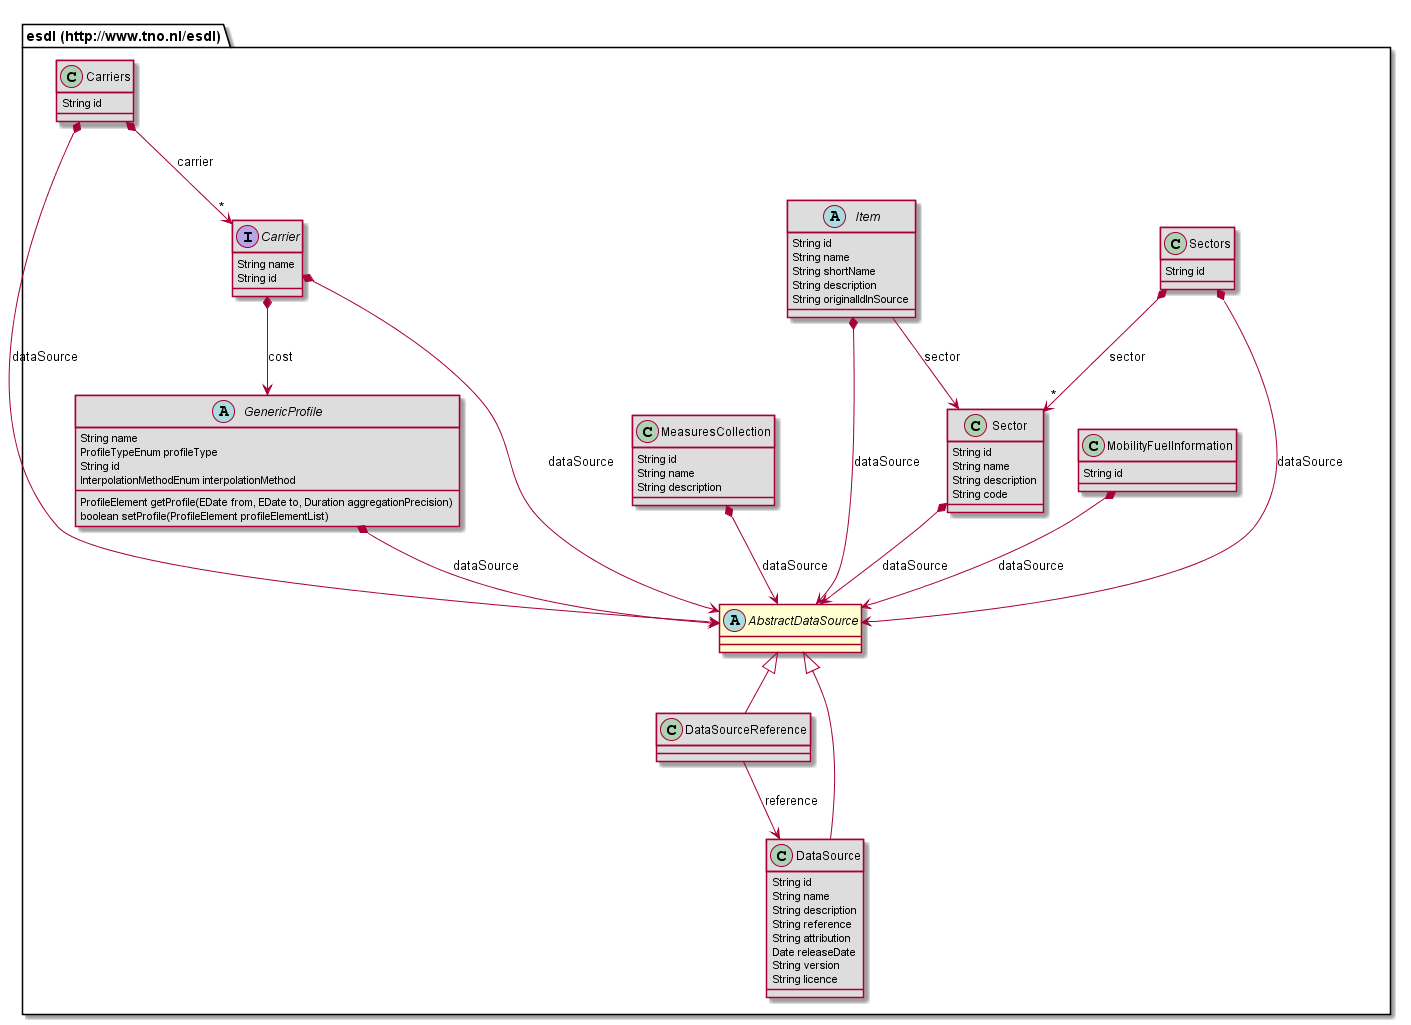 esdl (http://www.tno.nl/esdl)
C Carriers
String id
carrier
*
I Carrier
String name
String id
A Item
String id
String name
String shortName
String description
String originalIdInSource
C Sectors
String id
dataSource
cost
sector
sector
*
A GenericProfile
String name
ProfileTypeEnum profileType
String id
InterpolationMethodEnum interpolationMethod
ProfileElement getProfile(EDate from, EDate to, Duration aggregationPrecision)
boolean setProfile(ProfileElement profileElementList)
dataSource
C MeasuresCollection
String id
String name
String description
dataSource
C Sector
String id
String name
String description
String code
C MobilityFuelInformation
String id
dataSource
dataSource
dataSource
dataSource
dataSource
A AbstractDataSource
C DataSourceReference
reference
C DataSource
String id
String name
String description
String reference
String attribution
Date releaseDate
String version
String licence